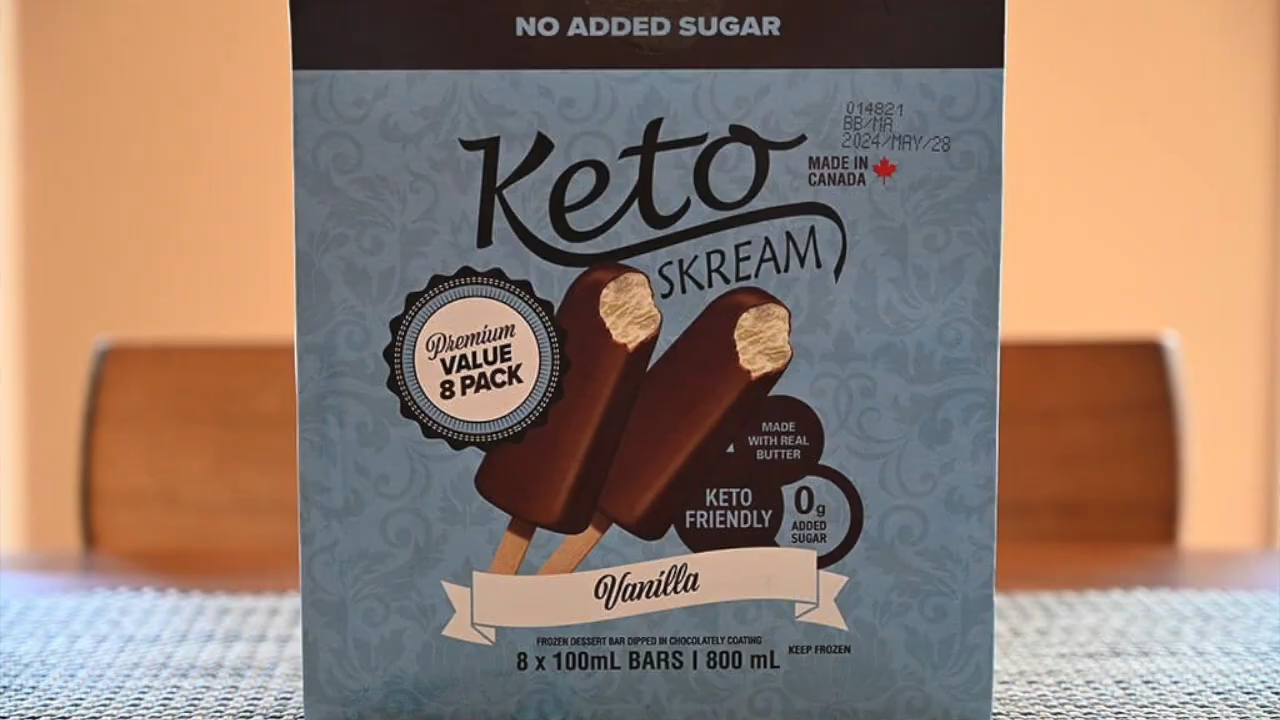 NO ADDED SUGAR
014821
BB/MA
2024/MAY/28
MADE IN
CANADA
Keto
SKREAM
Premium
VALUE
8 PACK
MADE
WITH REAL
BUTTER
KETO
FRIENDLY
0g
ADDED
SUGAR
Vanilla
FROZEN DESSERT BAR DIPPED IN CHOCOLATELY COATING
8 x 100mL BARS | 800 mL
KEEP FROZEN